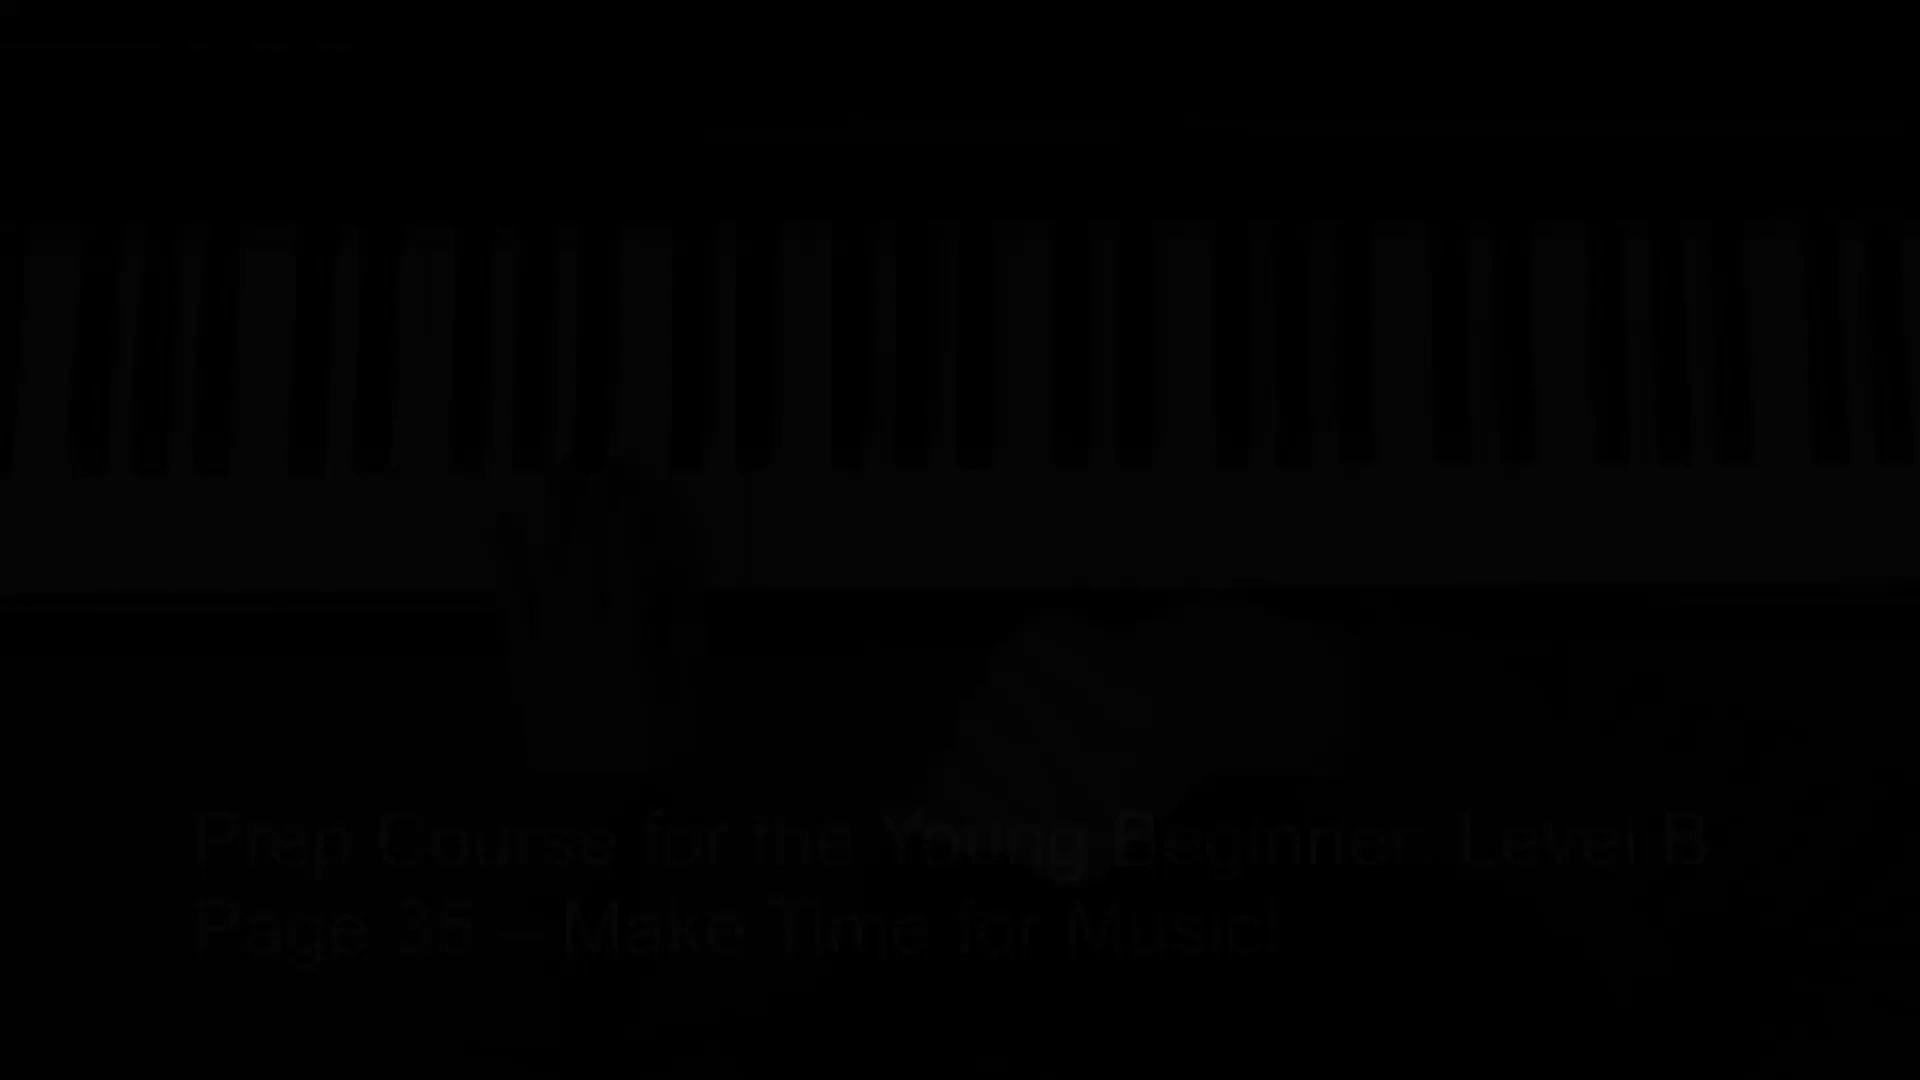 Prep Course for the Young Beginner: Level B
Page 35 – Make Time for Music!